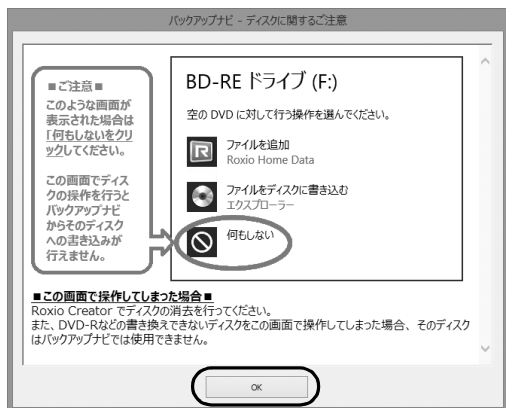 バックアップナビ - ディスクに関するご注意
■ご注意■
このような画面が
表示された場合は
「何もしないをクリ
ックしてください。
この画面でディス
クの操作を行うと
バックアップナビ
からそのディスク
への書き込みが
行えません。
BD-RE ドライブ (F:)
空の DVD に対して行う操作を選んでください。
ファイルを追加
Roxio Home Data
ファイルをディスクに書き込む
エクスプローラー
何もしない
■この画面で操作してしまった場合■
Roxio Creator でディスクの消去を行ってください。
また、DVD-Rなどの書き換えできないディスクをこの画面で操作してしまった場合、そのディスク
はバックアップナビでは使用できません。
OK